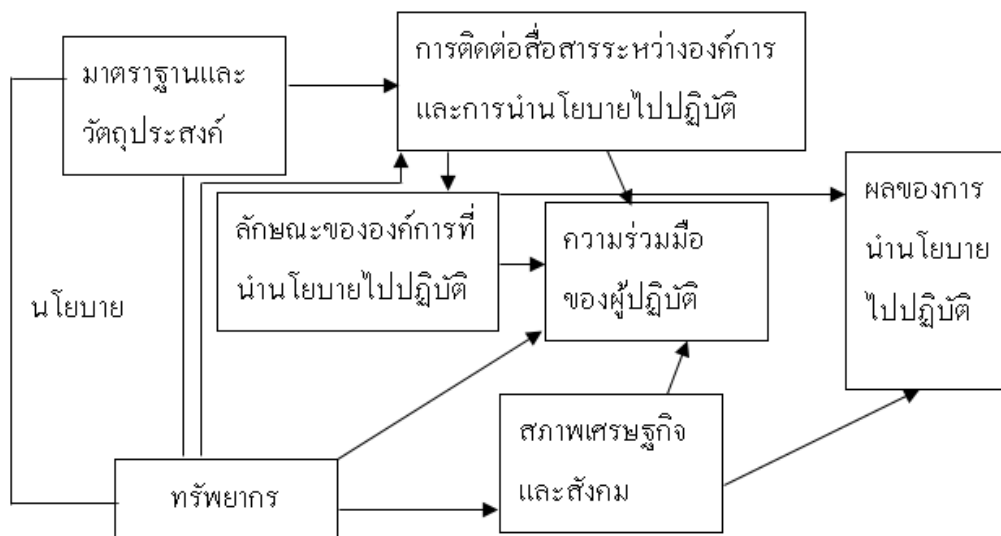 มาตราฐานและ
วัตถุประสงค์
การติดต่อสื่อสารระหว่างองค์การ
และการนำนโยบายไปปฏิบัติ
ลักษณะขององค์การที่
นำนโยบายไปปฏิบัติ
ความร่วมมือ
ของผู้ปฏิบัติ
ผลของการ
นำนโยบาย
ไปปฏิบัติ
นโยบาย
สภาพเศรษฐกิจ
และสังคม
ทรัพยากร